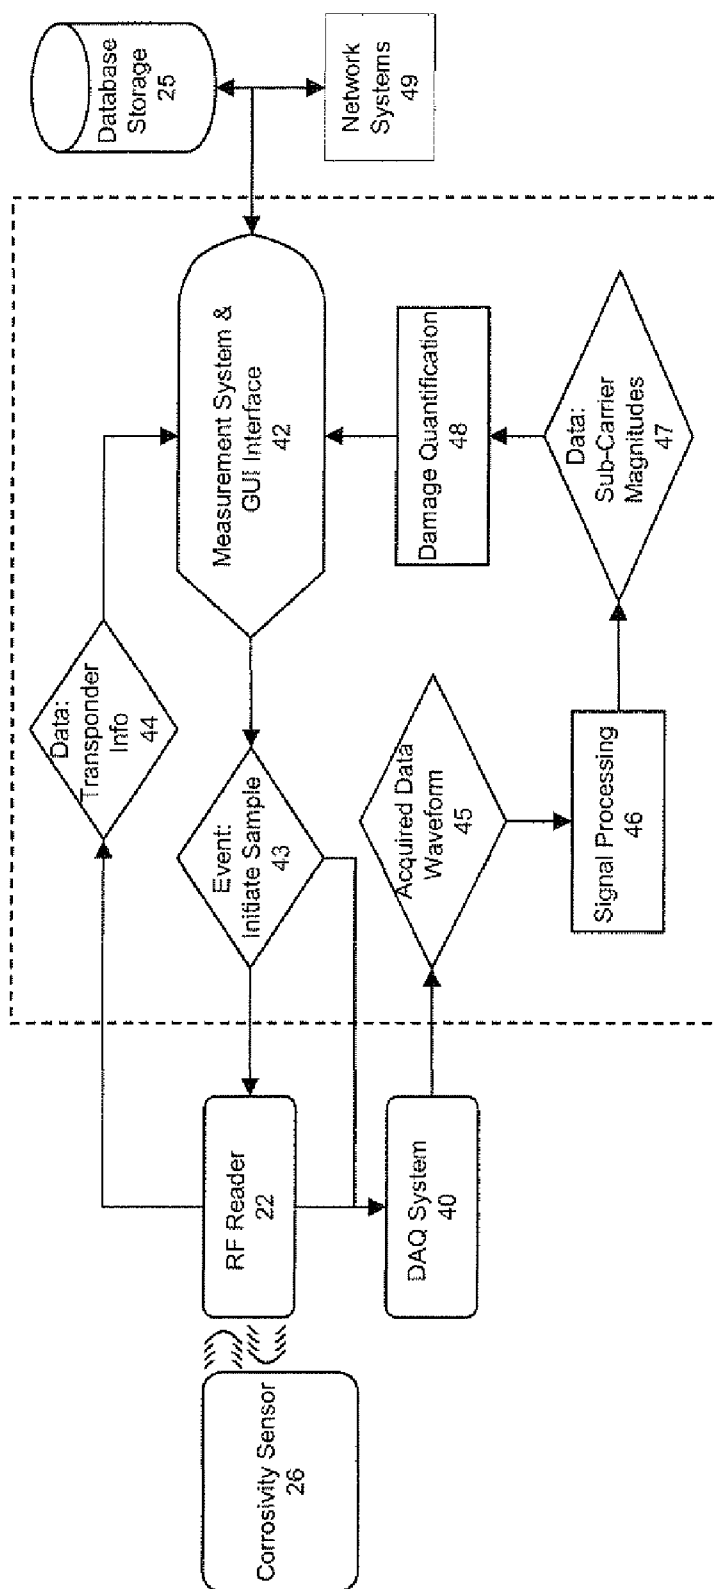 Database
Storage
25
Network
Systems
49
Measurement System &
GUI Interface
42
Data:
Transponder
Info
44
Event:
Initiate Sample
43
Damage Quantification
48
Data:
Sub-Carrier
Magnitudes
47
Acquired Data
Waveform
45
Signal Processing
46
RF Reader
22
DAQ System
40
Corrosivity Sensor
26